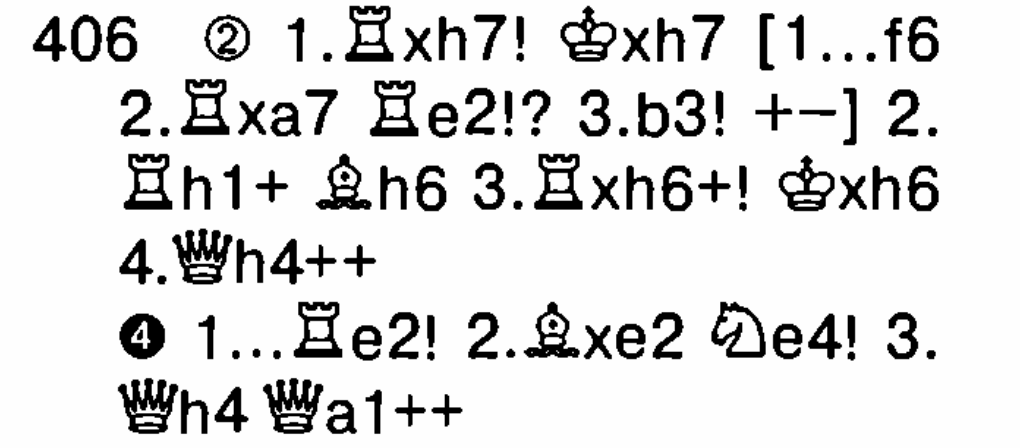 406 ② 1.♖xh7! ♔xh7 [1...f6
2.♖xa7 ♖e2!? 3.b3! +−] 2.
♖h1+ ♗h6 3.♖xh6+! ♔xh6
4.♕h4++
❹ 1...♖e2! 2.♗xe2 ♘e4! 3.
♕h4 ♕a1++